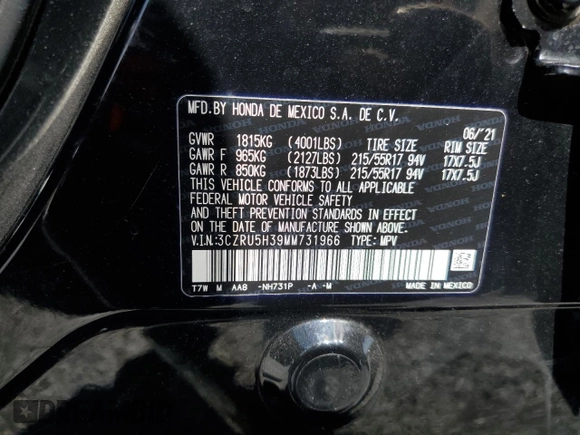 MFD. BY HONDA DE MEXICO S.A. DE C.V.
06/'21
GVWR 1815KG (4001LBS) TIRE SIZE RIM SIZE
GAWR F 965KG (2127LBS) 215/55R17 94V 17X7.5J
GAWR R 850KG (1873LBS) 215/55R17 94V 17X7.5J
THIS VEHICLE CONFORMS TO ALL APPLICABLE
FEDERAL MOTOR VEHICLE SAFETY
AND THEFT PREVENTION STANDARDS IN EFFECT
ON THE DATE OF MANUFACTURE SHOWN ABOVE.
V.I.N:3CZRU5H39MM731966 TYPE: MPV
T7W M AA8 -NH731P -A -M MADE IN MEXICO